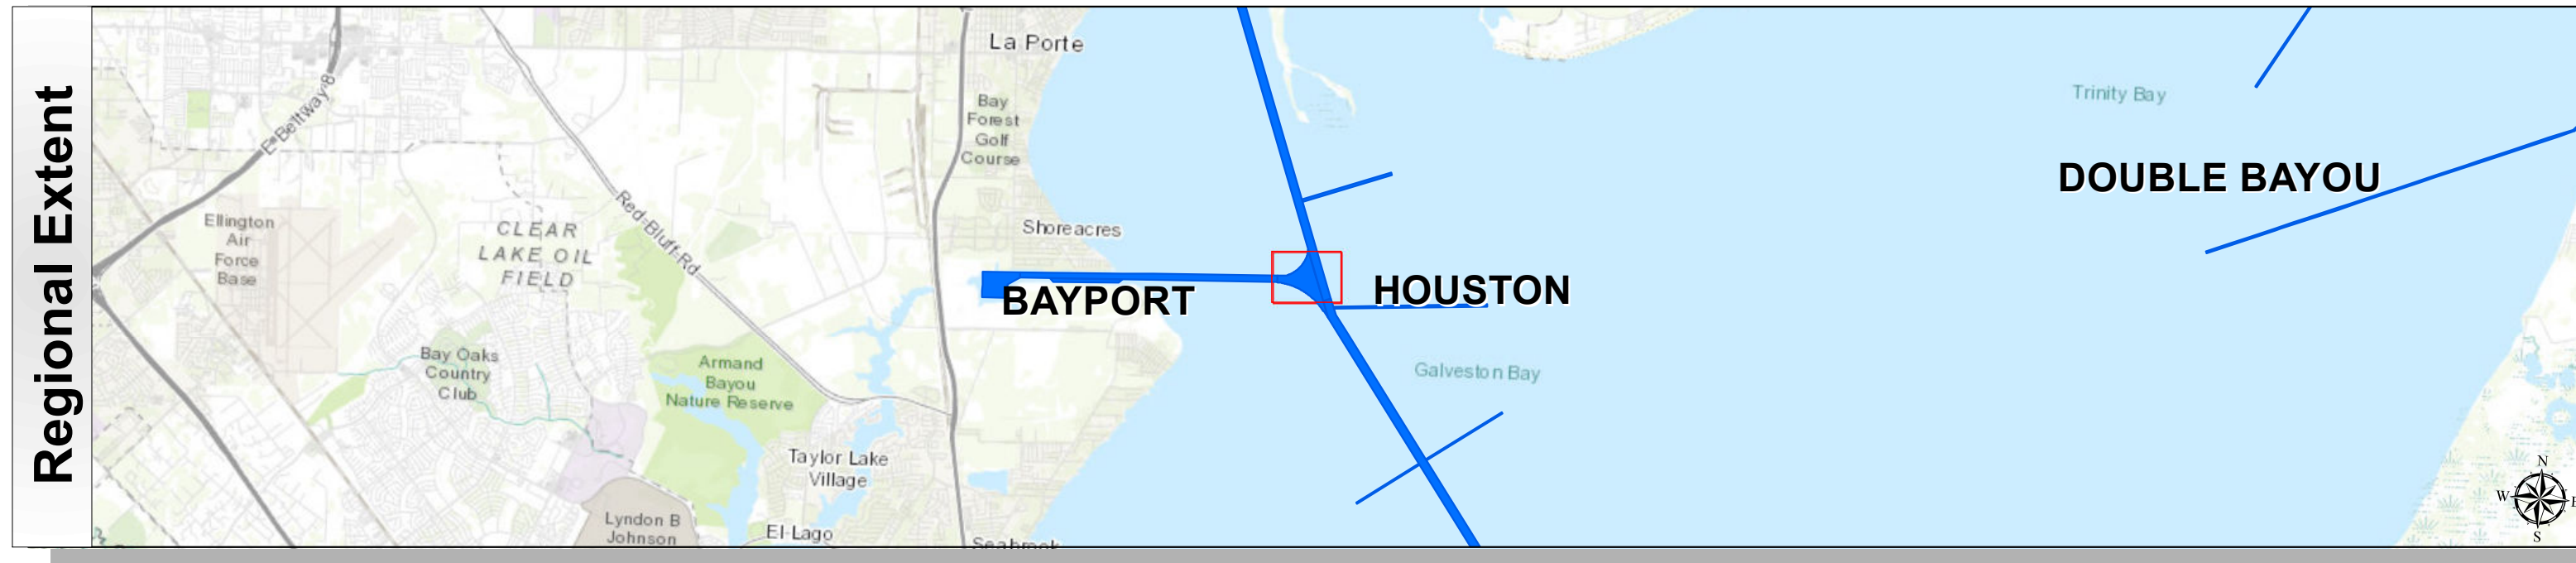 Regional Extent
La Porte
E Beltway 8
Bay
Forest
Golf
Course
Trinity Bay
DOUBLE BAYOU
Red Bluff Rd
Ellington
Air
Force
Base
CLEAR
LAKE OIL
FIELD
Shoreacres
BAYPORT
HOUSTON
Bay Oaks
Country
Club
Armand
Bayou
Nature Reserve
Galveston Bay
Taylor Lake
Village
Lyndon B
Johnson
El Lago
Seabrook
N
W
E
S